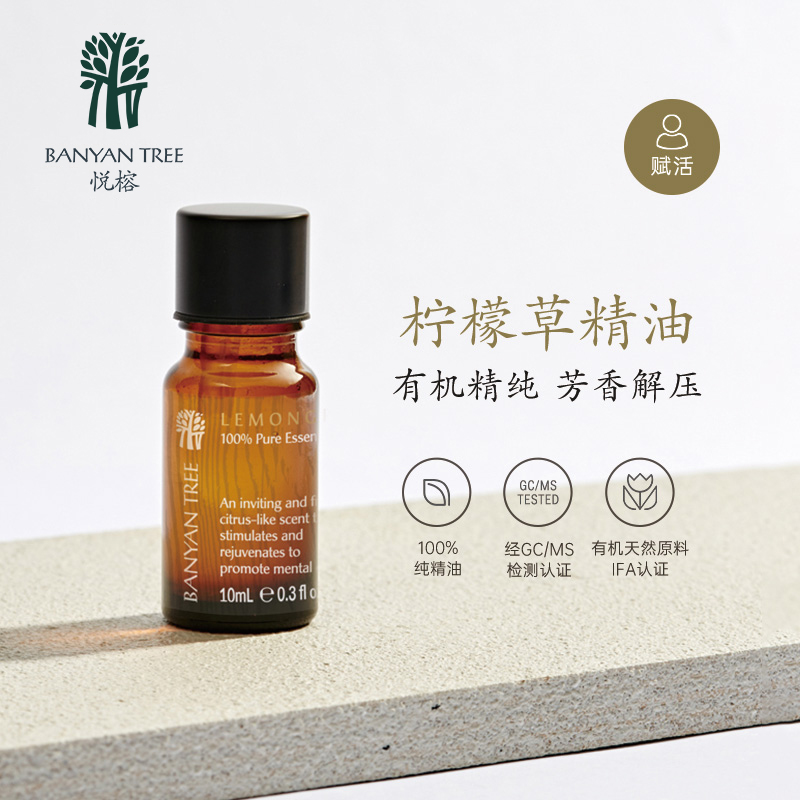 BANYAN TREE
悦榕
赋活
柠檬草精油
有机精纯 芳香解压
100%
纯精油
GC/MS
TESTED
经GC/MS
检测认证
有机天然原料
IFA认证
BANYAN TREE
100% Pure
An inviting and
citrus-like scent
stimulates and
rejuvenates to
promote mental
10mL ℮ 0.3 fl